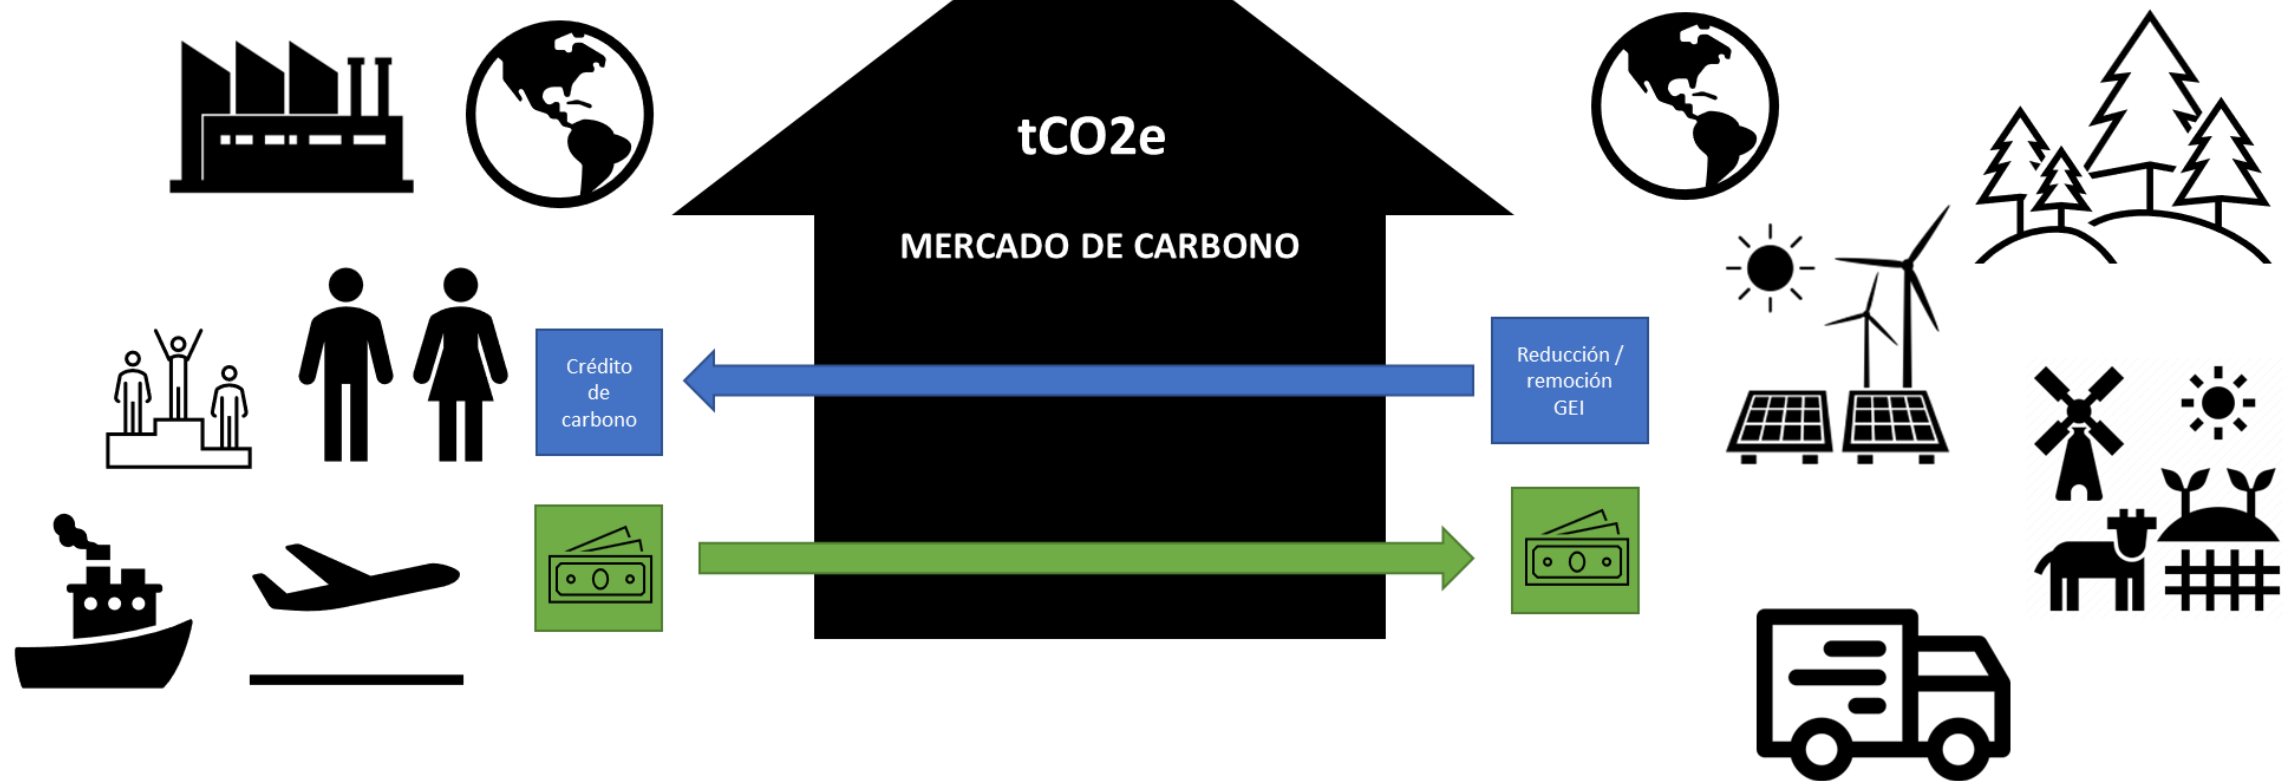 tCO2e
MERCADO DE CARBONO
Crédito
de
carbono
Reducción /
remoción
GEI